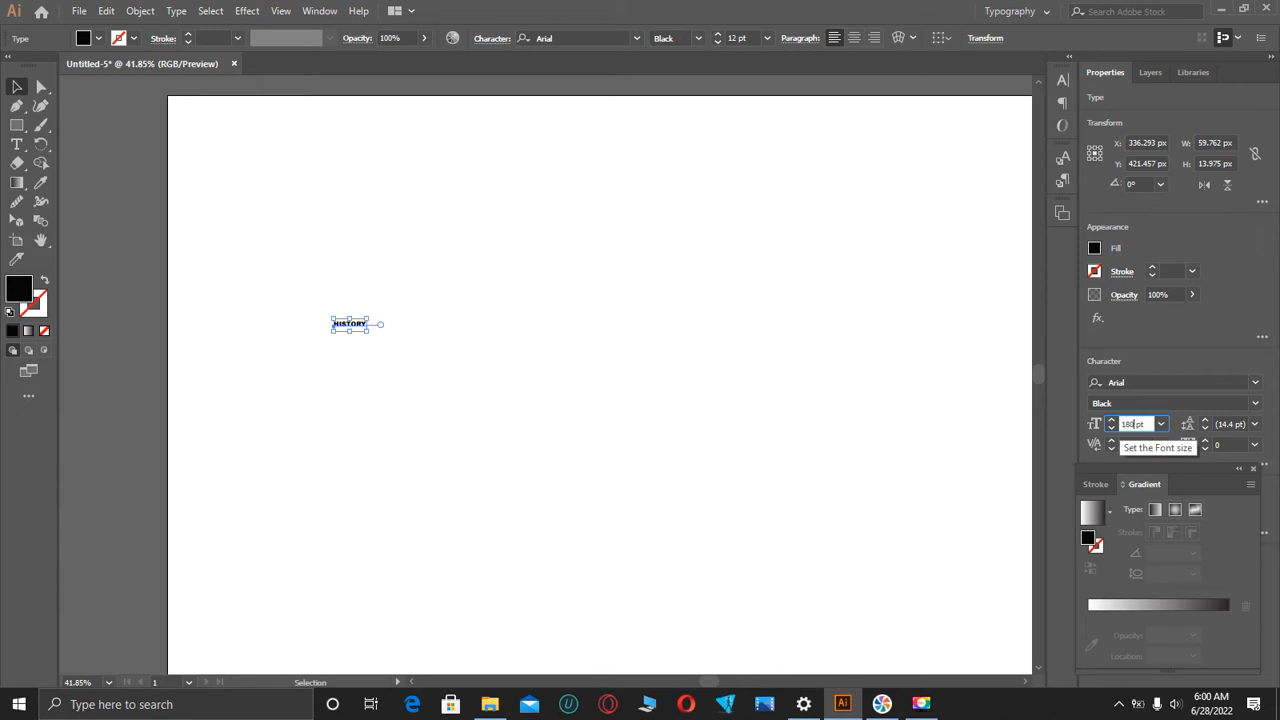 Ai File Edit Object Type Select Effect View Window Help Typography Search Adobe Stock
Type Stroke: Opacity: 100% Character: Arial Black 12 pt Paragraph: Transform
Untitled-5* @ 41.85% (RGB/Preview)
Properties Layers Libraries
Type
Transform
X: 336.293 px W: 59.762 px
Y: 421.457 px H: 13.975 px
0°
Appearance
Fill
Stroke
Opacity 100%
fx
HISTORY
Character
Arial
Black
180 pt (14.4 pt)
0
Set the Font size
Stroke Gradient
Type:
Stroke:
Opacity:
Location:
41.85% 1 Selection
Type here to search
Ai
6:00 AM
6/28/2022